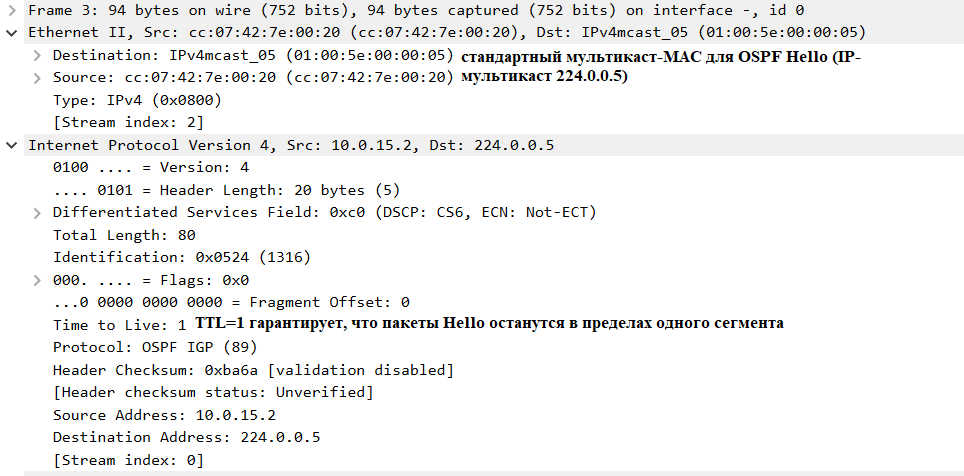 Frame 3: 94 bytes on wire (752 bits), 94 bytes captured (752 bits) on interface -, id 0
Ethernet II, Src: cc:07:42:7e:00:20 (cc:07:42:7e:00:20), Dst: IPv4mcast_05 (01:00:5e:00:00:05)
Destination: IPv4mcast_05 (01:00:5e:00:00:05) стандартный мультикаст-MAC для OSPF Hello (IP-
Source: cc:07:42:7e:00:20 (cc:07:42:7e:00:20) мультикаст 224.0.0.5)
Type: IPv4 (0x0800)
[Stream index: 2]
Internet Protocol Version 4, Src: 10.0.15.2, Dst: 224.0.0.5
0100 .... = Version: 4
.... 0101 = Header Length: 20 bytes (5)
Differentiated Services Field: 0xc0 (DSCP: CS6, ECN: Not-ECT)
Total Length: 80
Identification: 0x0524 (1316)
000. .... = Flags: 0x0
...0 0000 0000 0000 = Fragment Offset: 0
Time to Live: 1 TTL=1 гарантирует, что пакеты Hello останутся в пределах одного сегмента
Protocol: OSPF IGP (89)
Header Checksum: 0xba6a [validation disabled]
[Header checksum status: Unverified]
Source Address: 10.0.15.2
Destination Address: 224.0.0.5
[Stream index: 0]